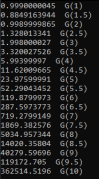 0.9990000045  G(1)
0.8849163944  G(1.5)
0.9989999865  G(2)
1.328013341  G(2.5)
1.998000027  G(3)
3.320027526  G(3.5)
5.99399997  G(4)
11.62009665  G(4.5)
23.97599991  G(5)
52.29043452  G(5.5)
119.8799973  G(6)
287.5973773  G(6.5)
719.2799149  G(7)
1869.382576  G(7.5)
5034.957344  G(8)
14020.35804  G(8.5)
40279.59696  G(9)
119172.705  G(9.5)
362514.5196  G(10)